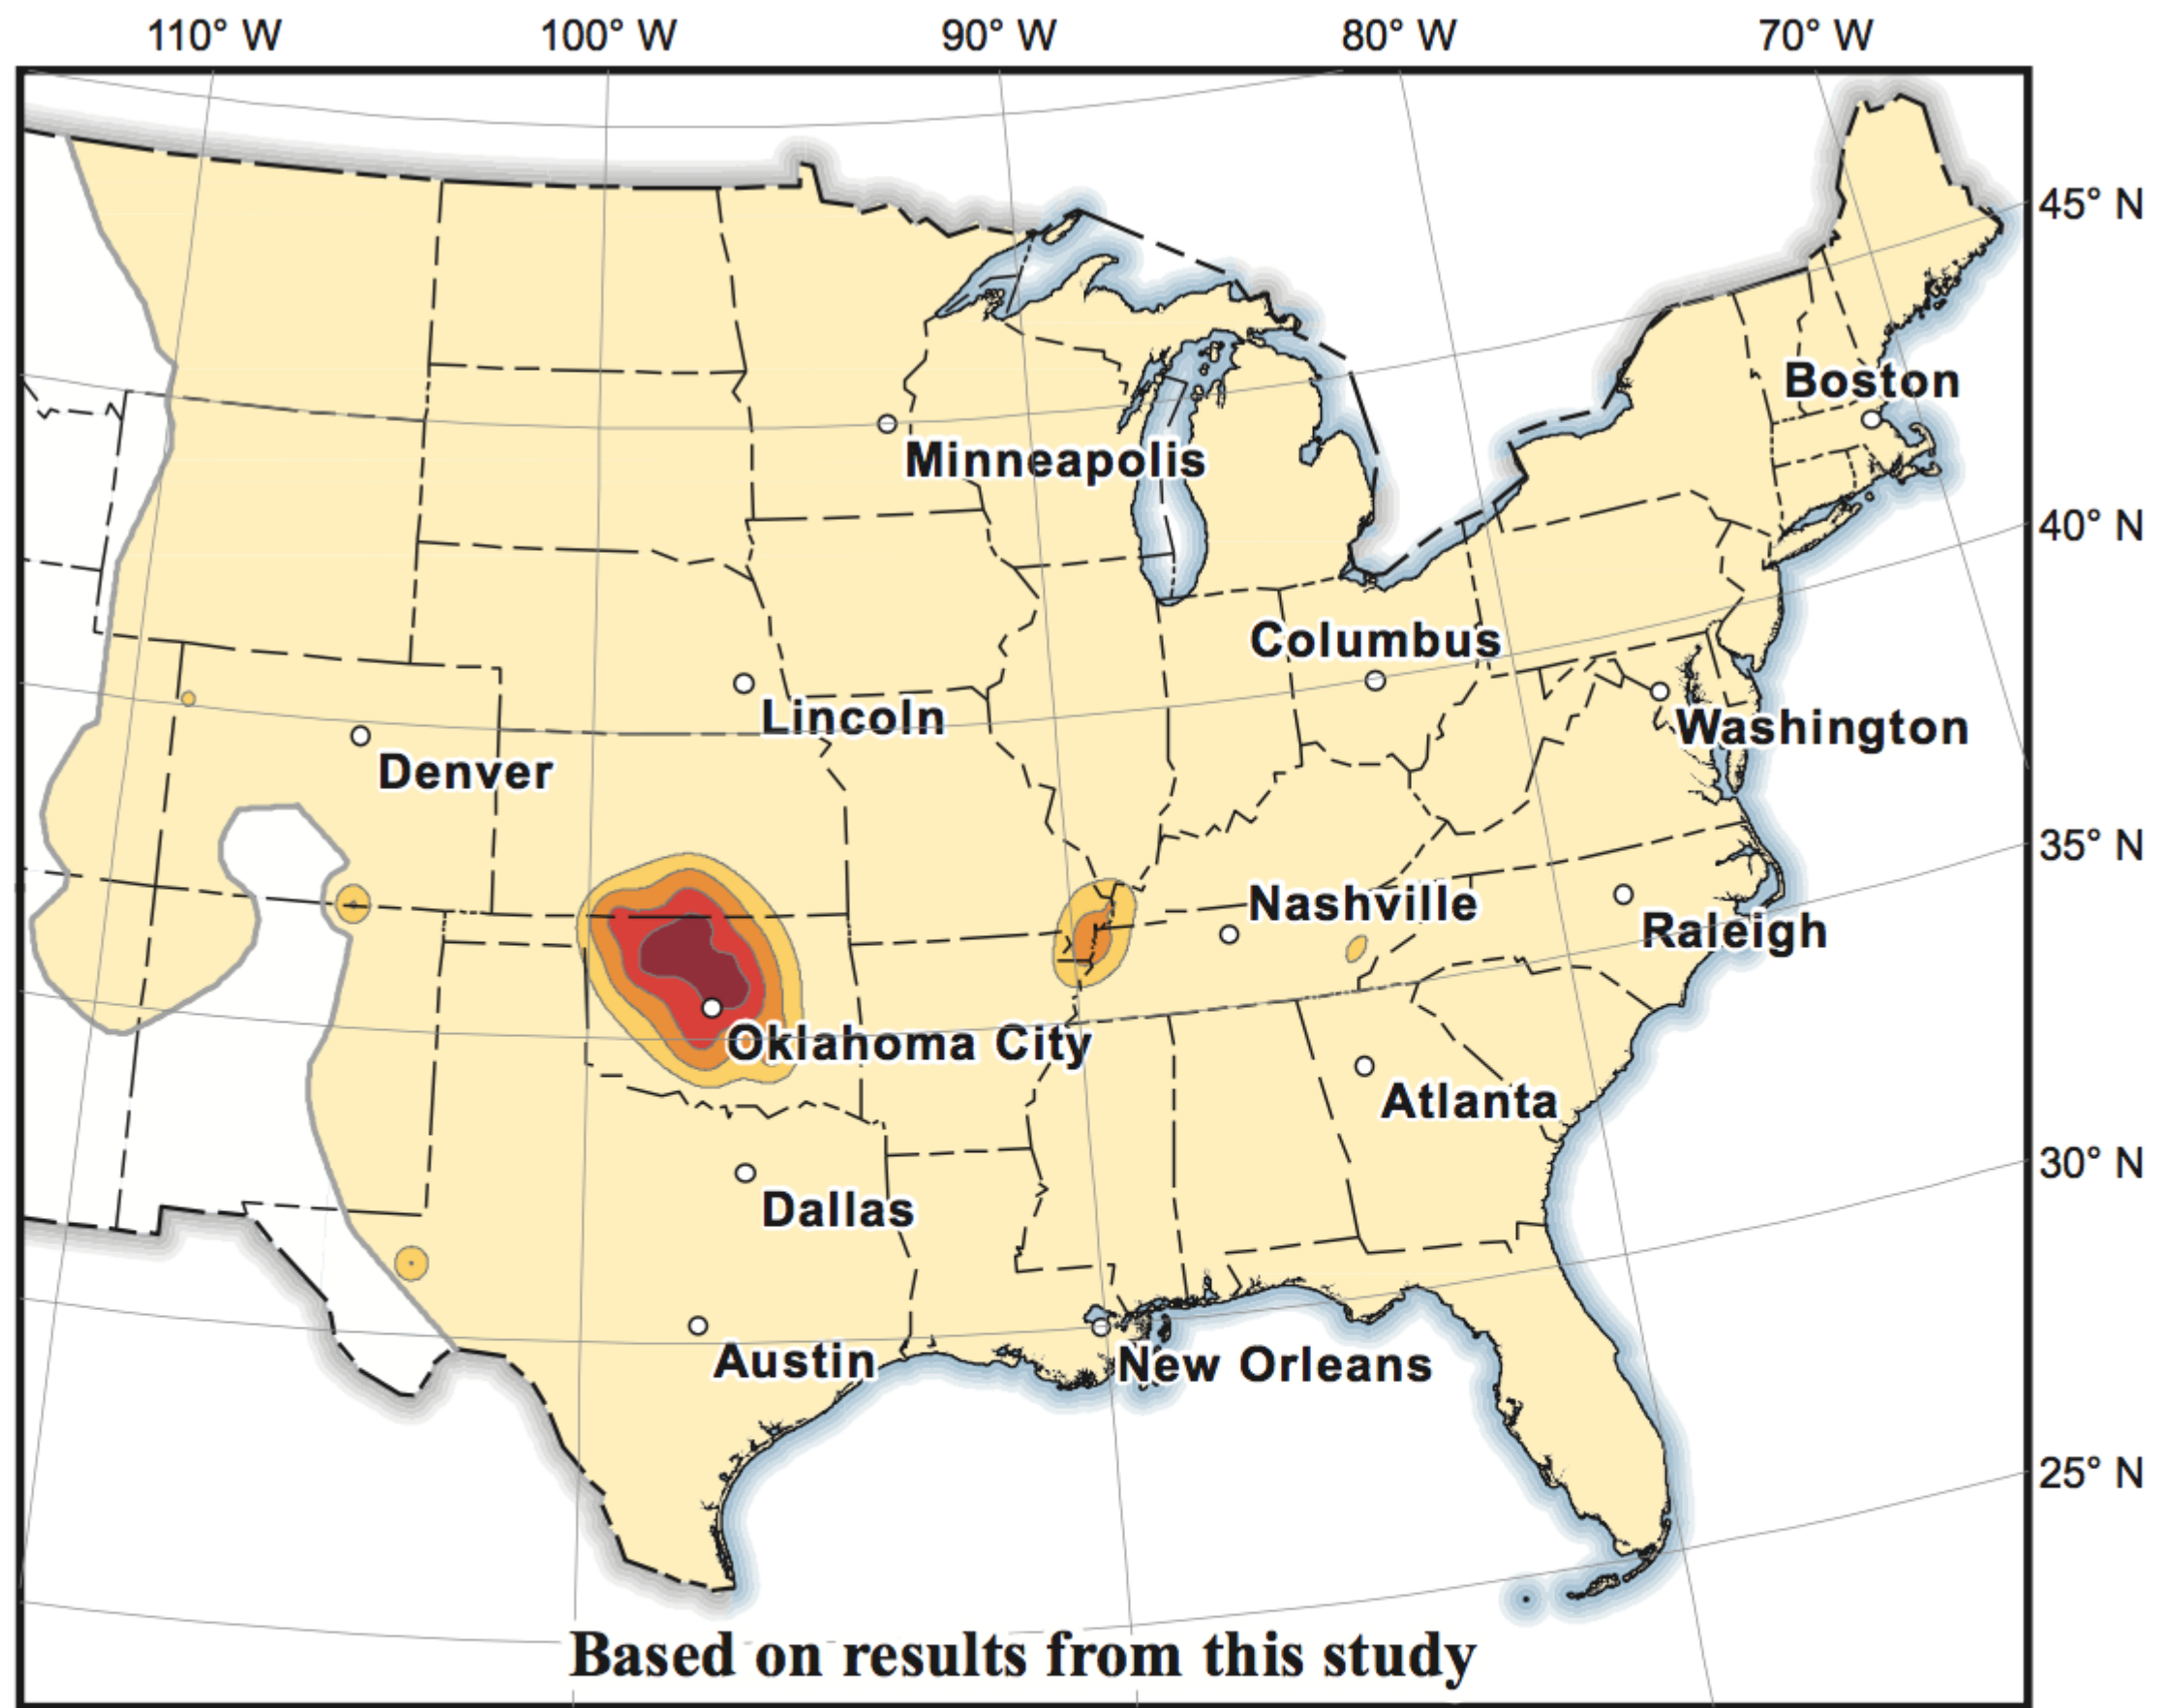 110° W
100° W
90° W
80° W
70° W
45° N
Boston
Minneapolis
40° N
Columbus
Lincoln
Washington
Denver
35° N
Nashville
Raleigh
Oklahoma City
Atlanta
30° N
Dallas
Austin
New Orleans
25° N
Based on results from this study